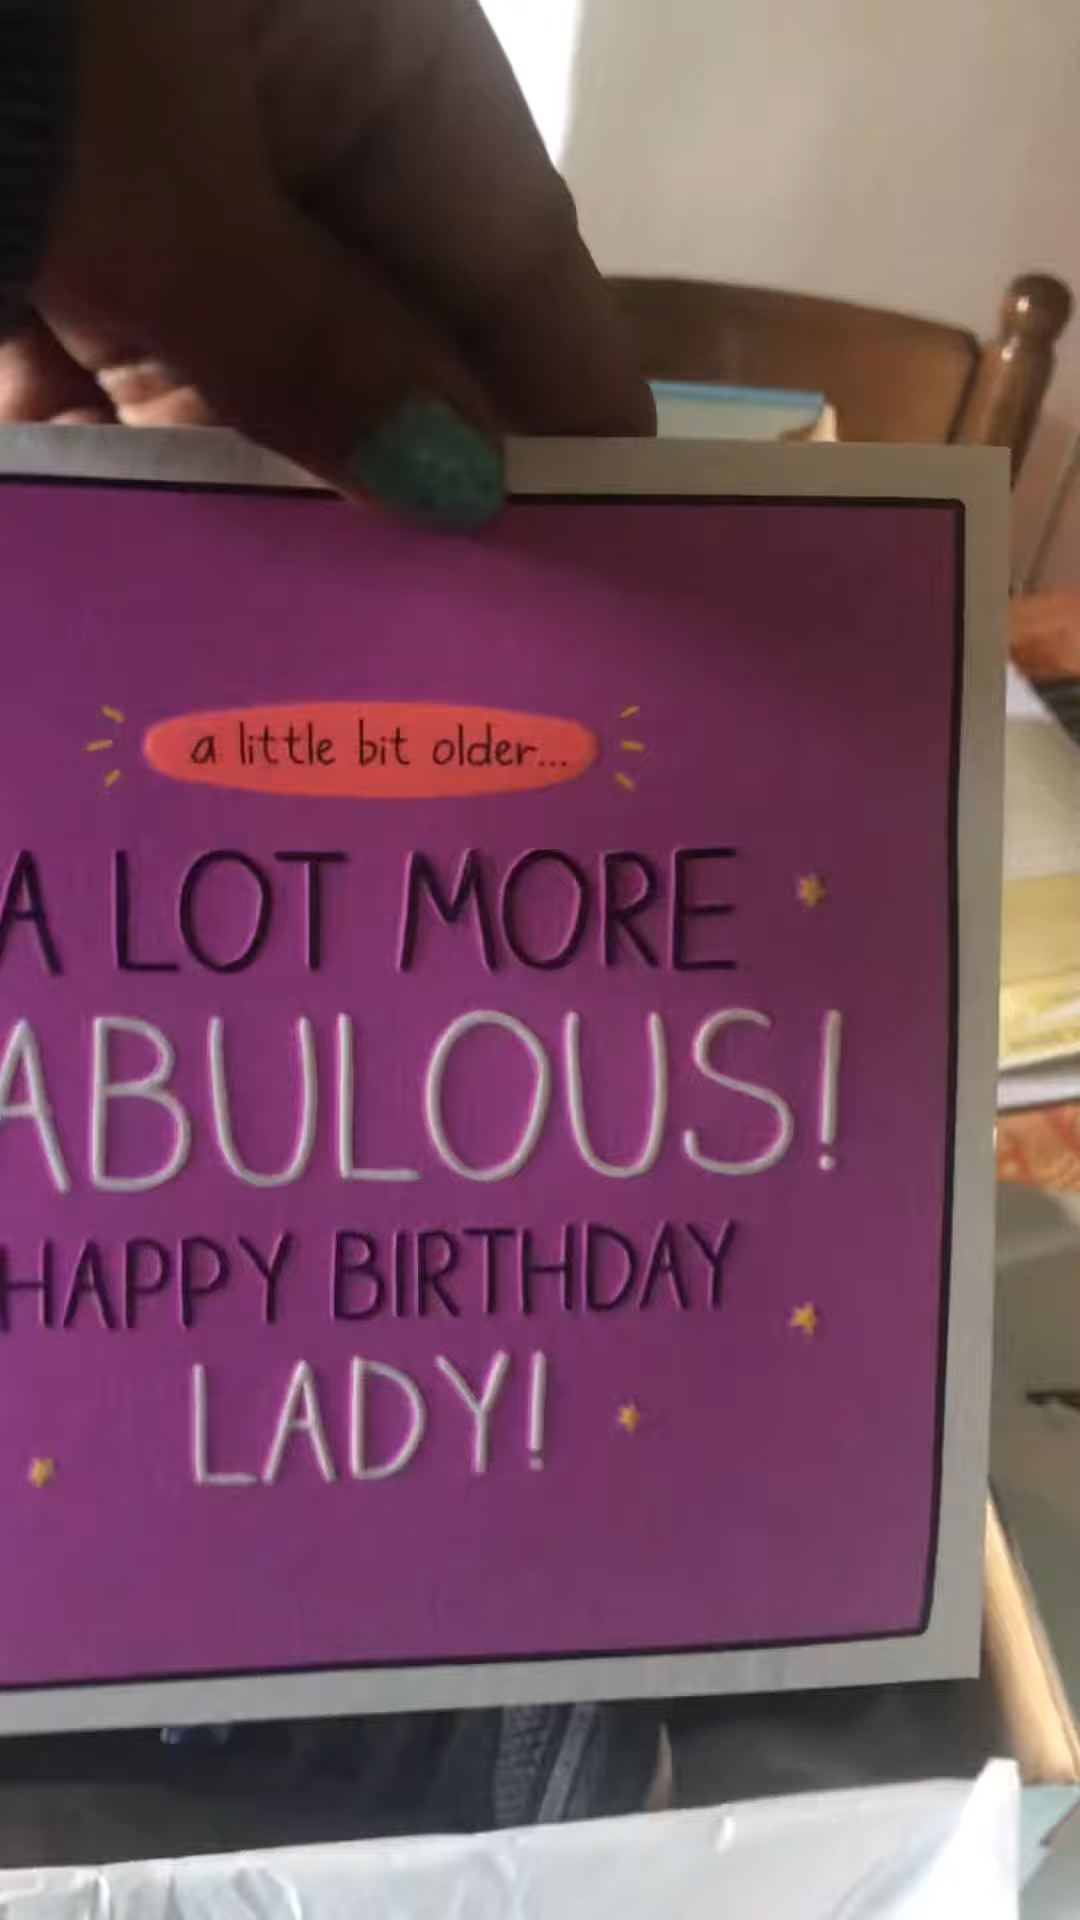 a little bit older...
A LOT MORE
ABULOUS!
HAPPY BIRTHDAY
LADY!